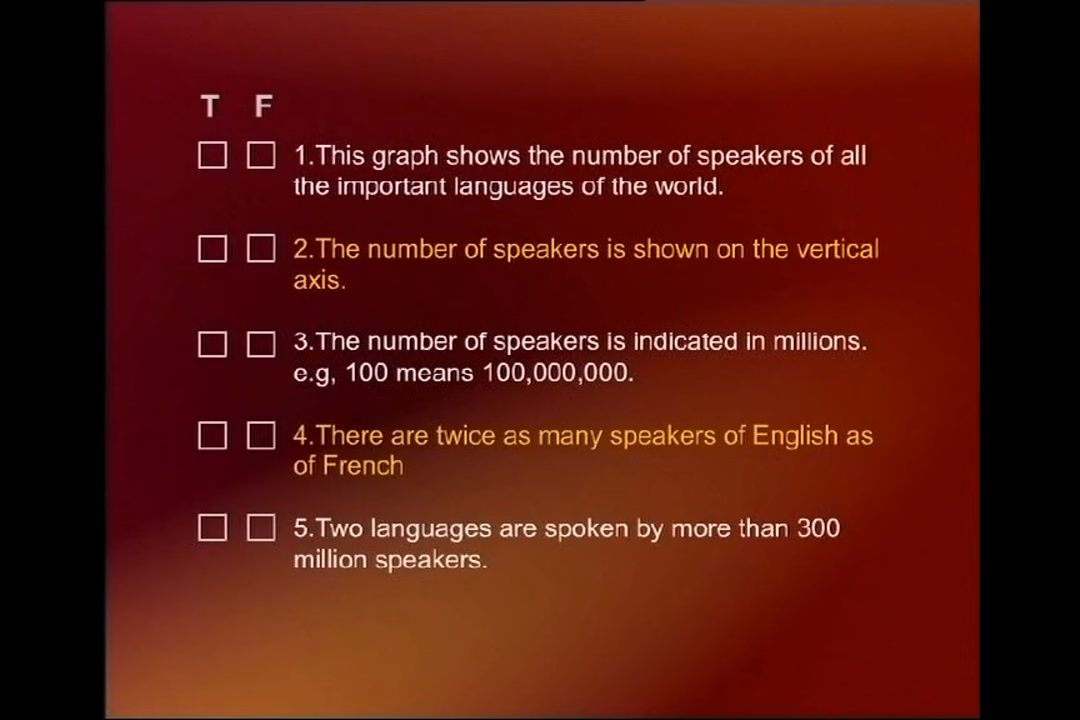 T F
1.This graph shows the number of speakers of all
the important languages of the world.
2.The number of speakers is shown on the vertical
axis.
3.The number of speakers is indicated in millions.
e.g, 100 means 100,000,000.
4.There are twice as many speakers of English as
of French
5.Two languages are spoken by more than 300
million speakers.